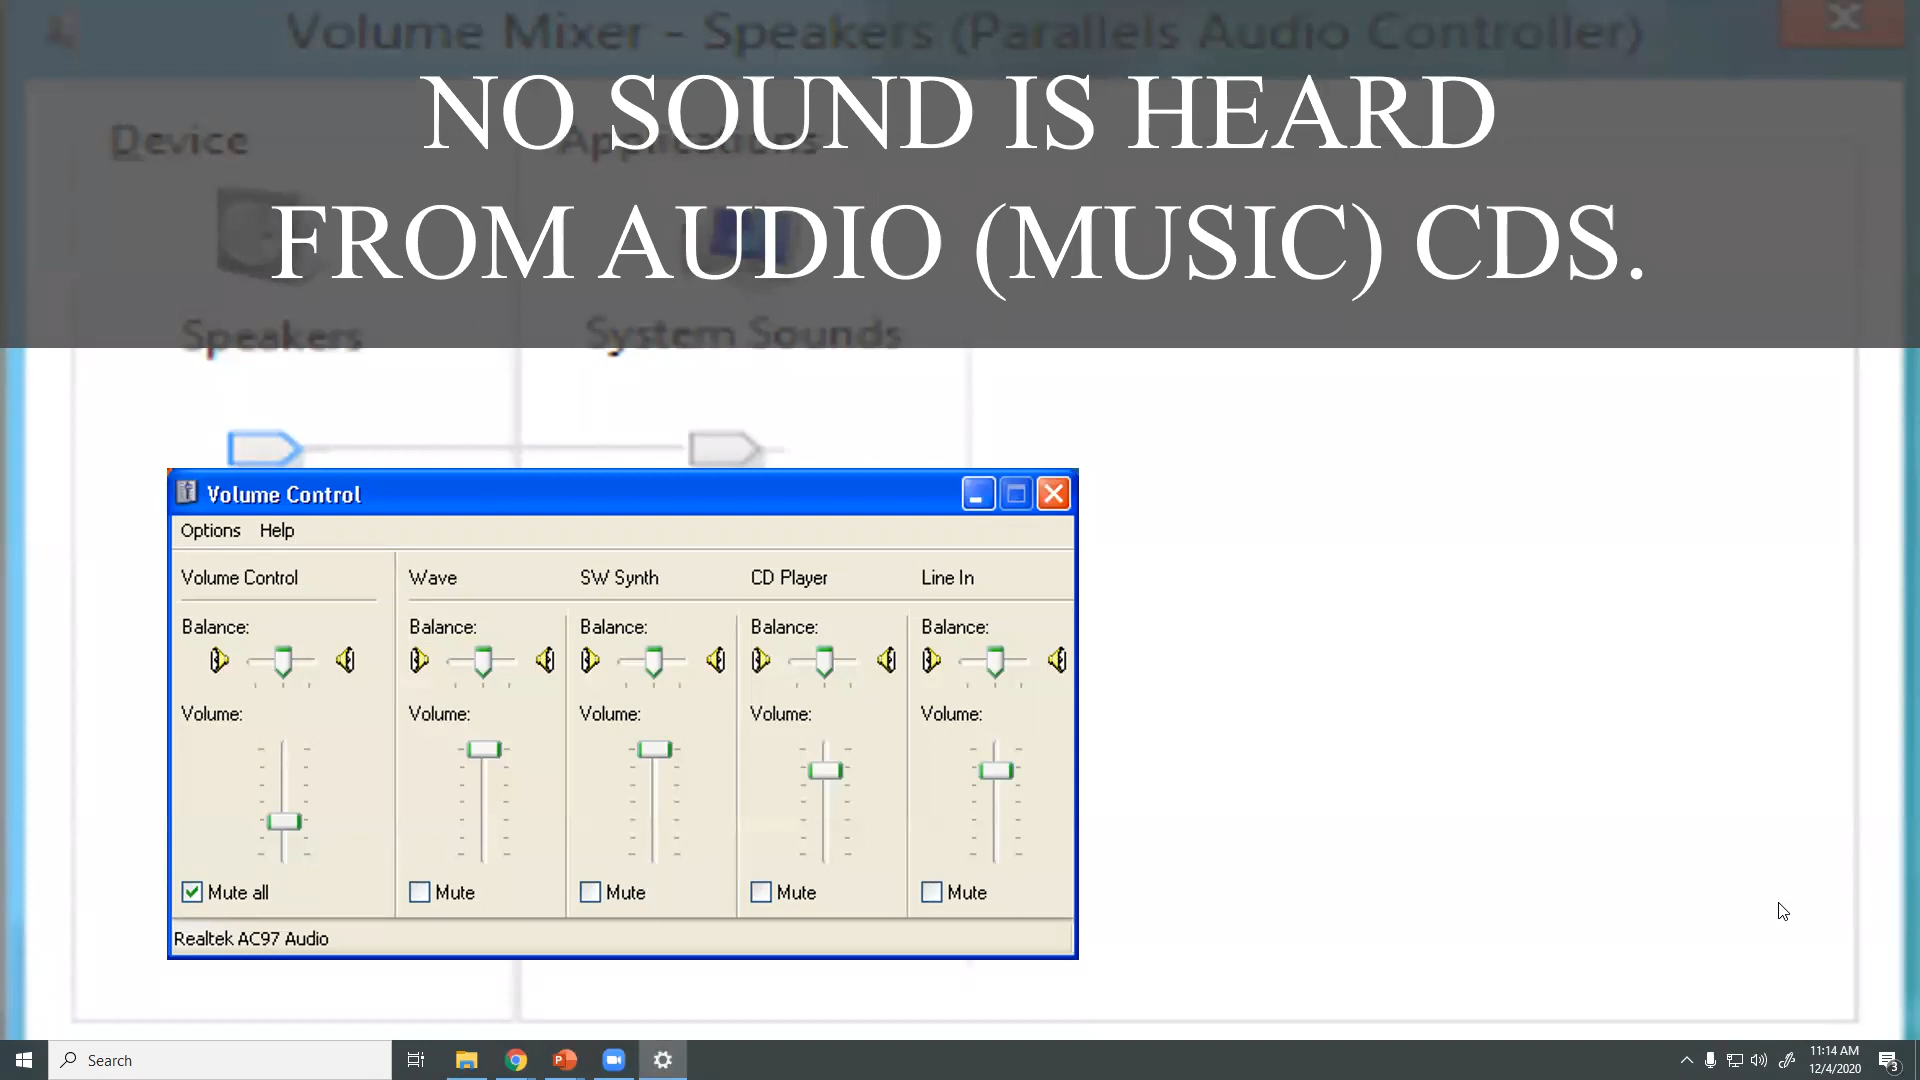 Volume Mixer - Speakers (Parallels Audio Controller)
NO SOUND IS HEARD
FROM AUDIO (MUSIC) CDS.
Device
Applications
Speakers
System Sounds
Volume Control
Options Help
Volume Control
Wave
SW Synth
CD Player
Line In
Balance:
Balance:
Balance:
Balance:
Balance:
Volume:
Volume:
Volume:
Volume:
Volume:
Mute all
Mute
Mute
Mute
Mute
Realtek AC97 Audio
Search
11:14 AM
12/4/2020
3